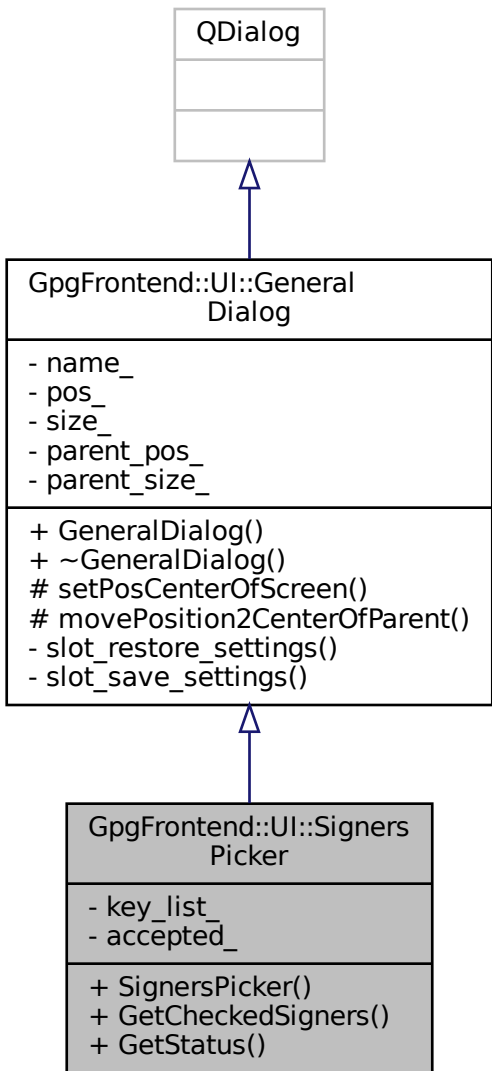 QDialog
GpgFrontend::UI::General
Dialog
- name_
- pos_
- size_
- parent_pos_
- parent_size_
+ GeneralDialog()
+ ~GeneralDialog()
# setPosCenterOfScreen()
# movePosition2CenterOfParent()
- slot_restore_settings()
- slot_save_settings()
GpgFrontend::UI::Signers
Picker
- key_list_
- accepted_
+ SignersPicker()
+ GetCheckedSigners()
+ GetStatus()